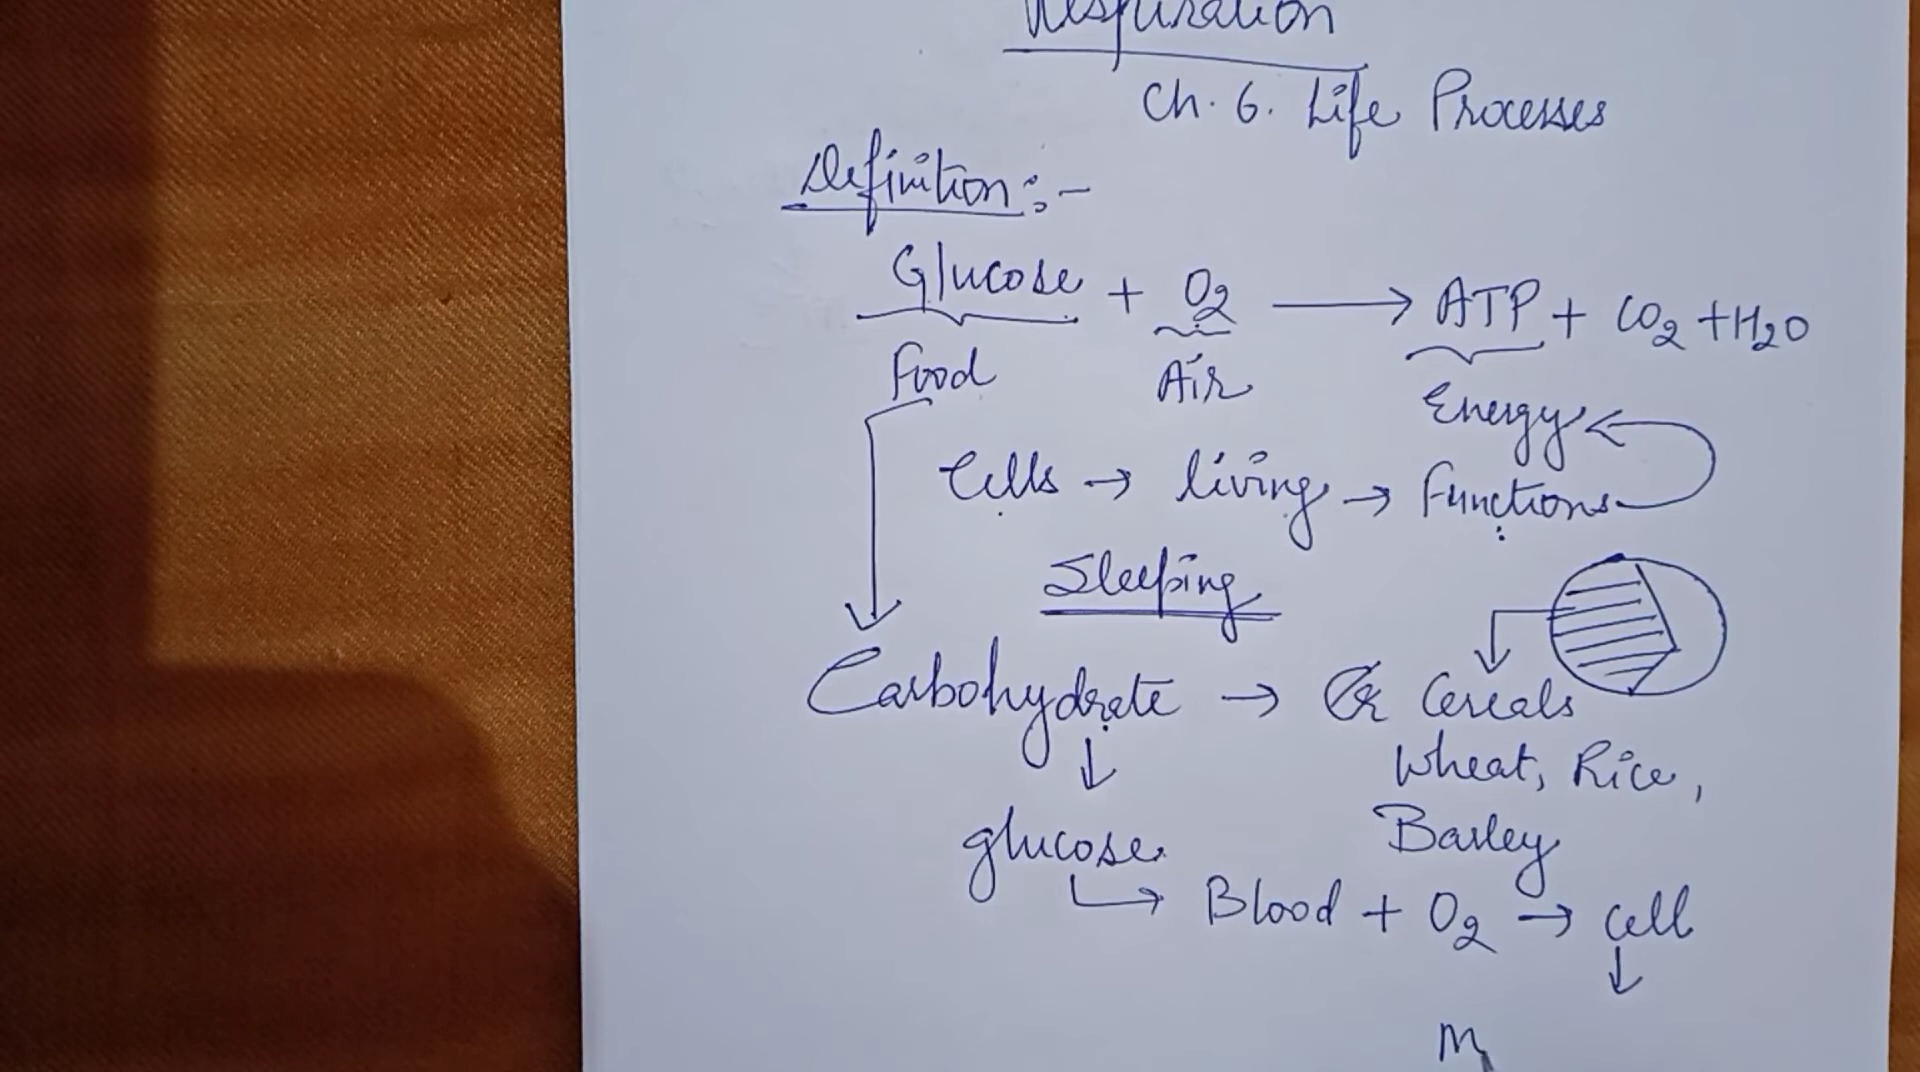 Respiration
Ch. 6. Life Processes
Definition :-
Glucose + O2 → ATP + CO2 + H2O
Food Air Energy
Cells → living → Functions
Sleeping
Carbohydrate → Cereals
Wheat, Rice,
glucose Barley
Blood + O2 → cell
M